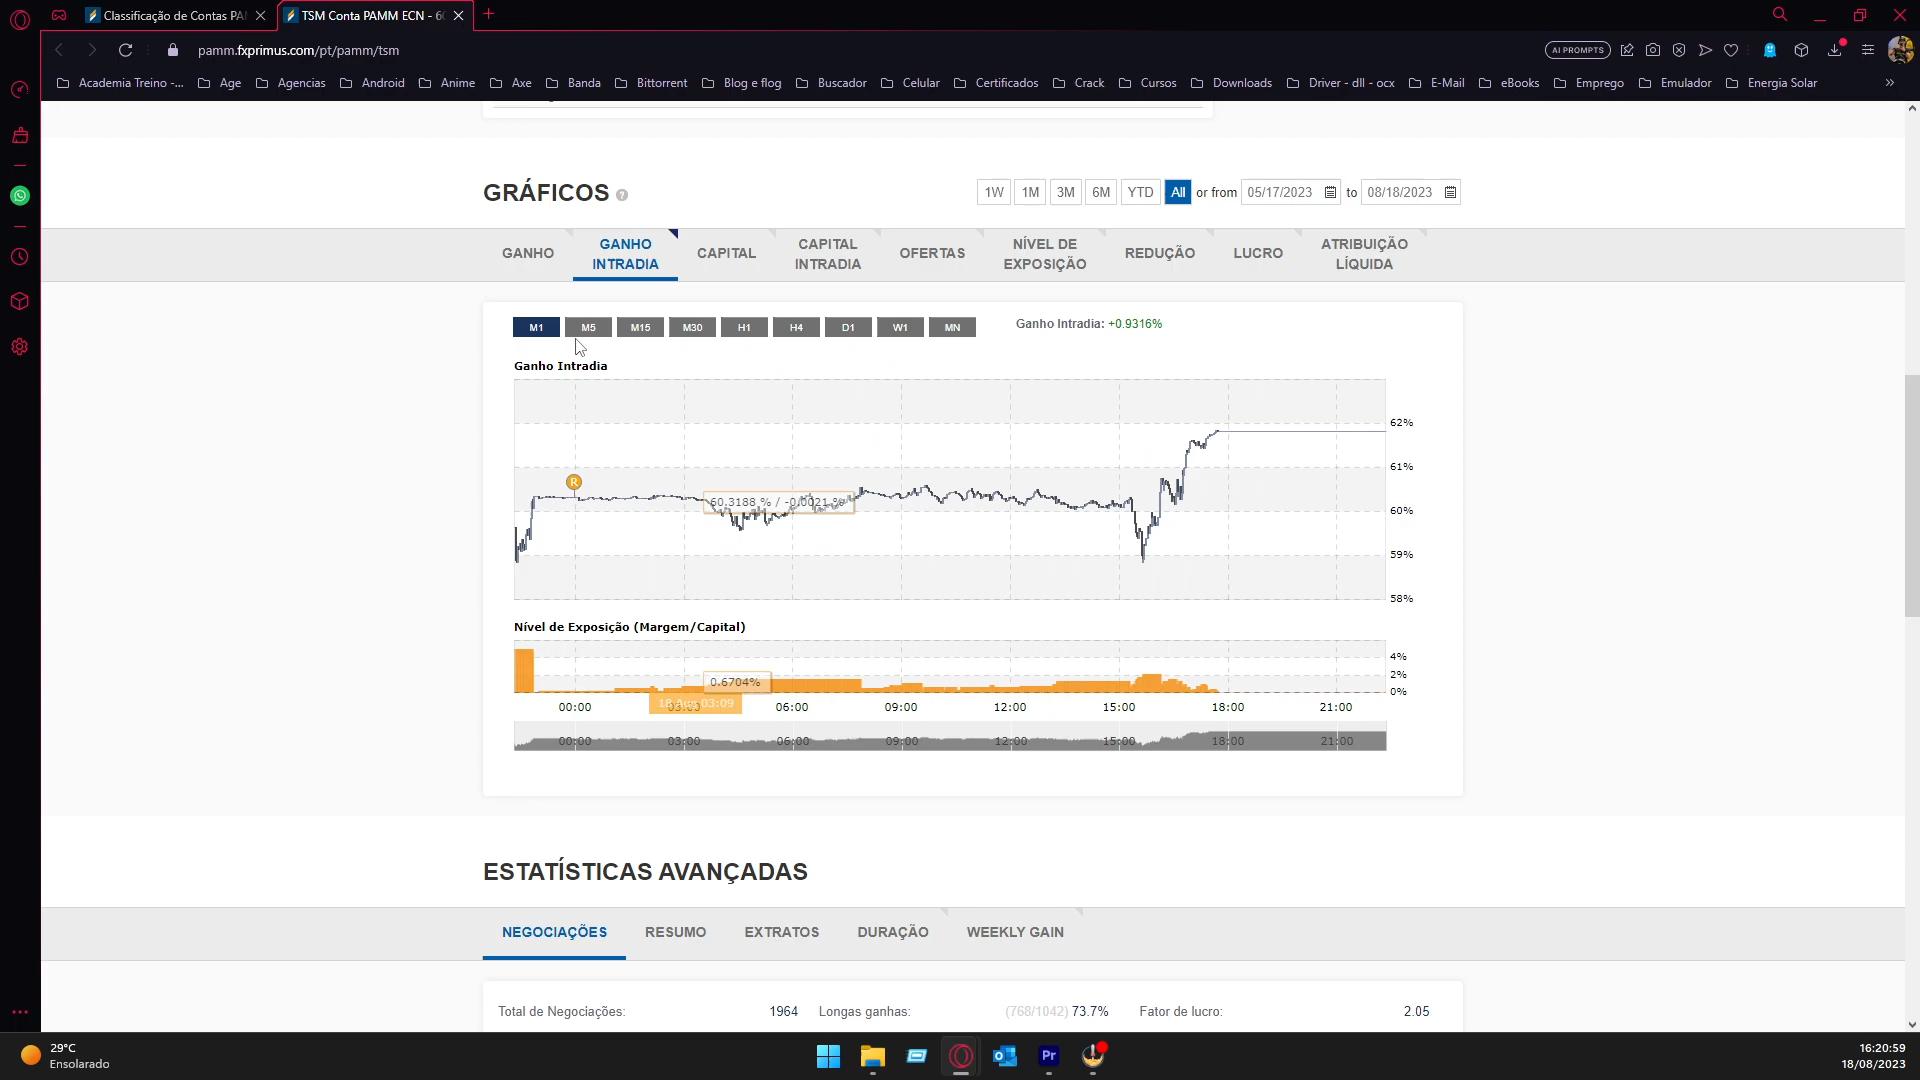 Classificação de Contas PA
TSM Conta PAMM ECN - 6
pamm.fxprimus.com/pt/pamm/tsm
AI PROMPTS
Academia Treino -...
Age
Agencias
Android
Anime
Axe
Banda
Bittorrent
Blog e flog
Buscador
Celular
Certificados
Crack
Cursos
Downloads
Driver - dll - ocx
E-Mail
eBooks
Emprego
Emulador
Energia Solar
GRÁFICOS ?
1W 1M 3M 6M YTD All or from 05/17/2023 to 08/18/2023
GANHO
GANHO
INTRADIA
CAPITAL
CAPITAL
INTRADIA
OFERTAS
NÍVEL DE
EXPOSIÇÃO
REDUÇÃO
LUCRO
ATRIBUIÇÃO
LÍQUIDA
M1 M5 M15 M30 H1 H4 D1 W1 MN
Ganho Intradia: +0.9316%
Ganho Intradia
62%
61%
R
60.3188 % / -0.0021 %
60%
59%
58%
Nível de Exposição (Margem/Capital)
4%
2%
0.6704%
0%
18 Aug 03:09
00:00 03:00 06:00 09:00 12:00 15:00 18:00 21:00
00:00 03:00 06:00 09:00 12:00 15:00 18:00 21:00
ESTATÍSTICAS AVANÇADAS
NEGOCIAÇÕES RESUMO EXTRATOS DURAÇÃO WEEKLY GAIN
Total de Negociações: 1964
Longas ganhas: (768/1042) 73.7%
Fator de lucro: 2.05
29°C
Ensolarado
Pr
16:20:59
18/08/2023